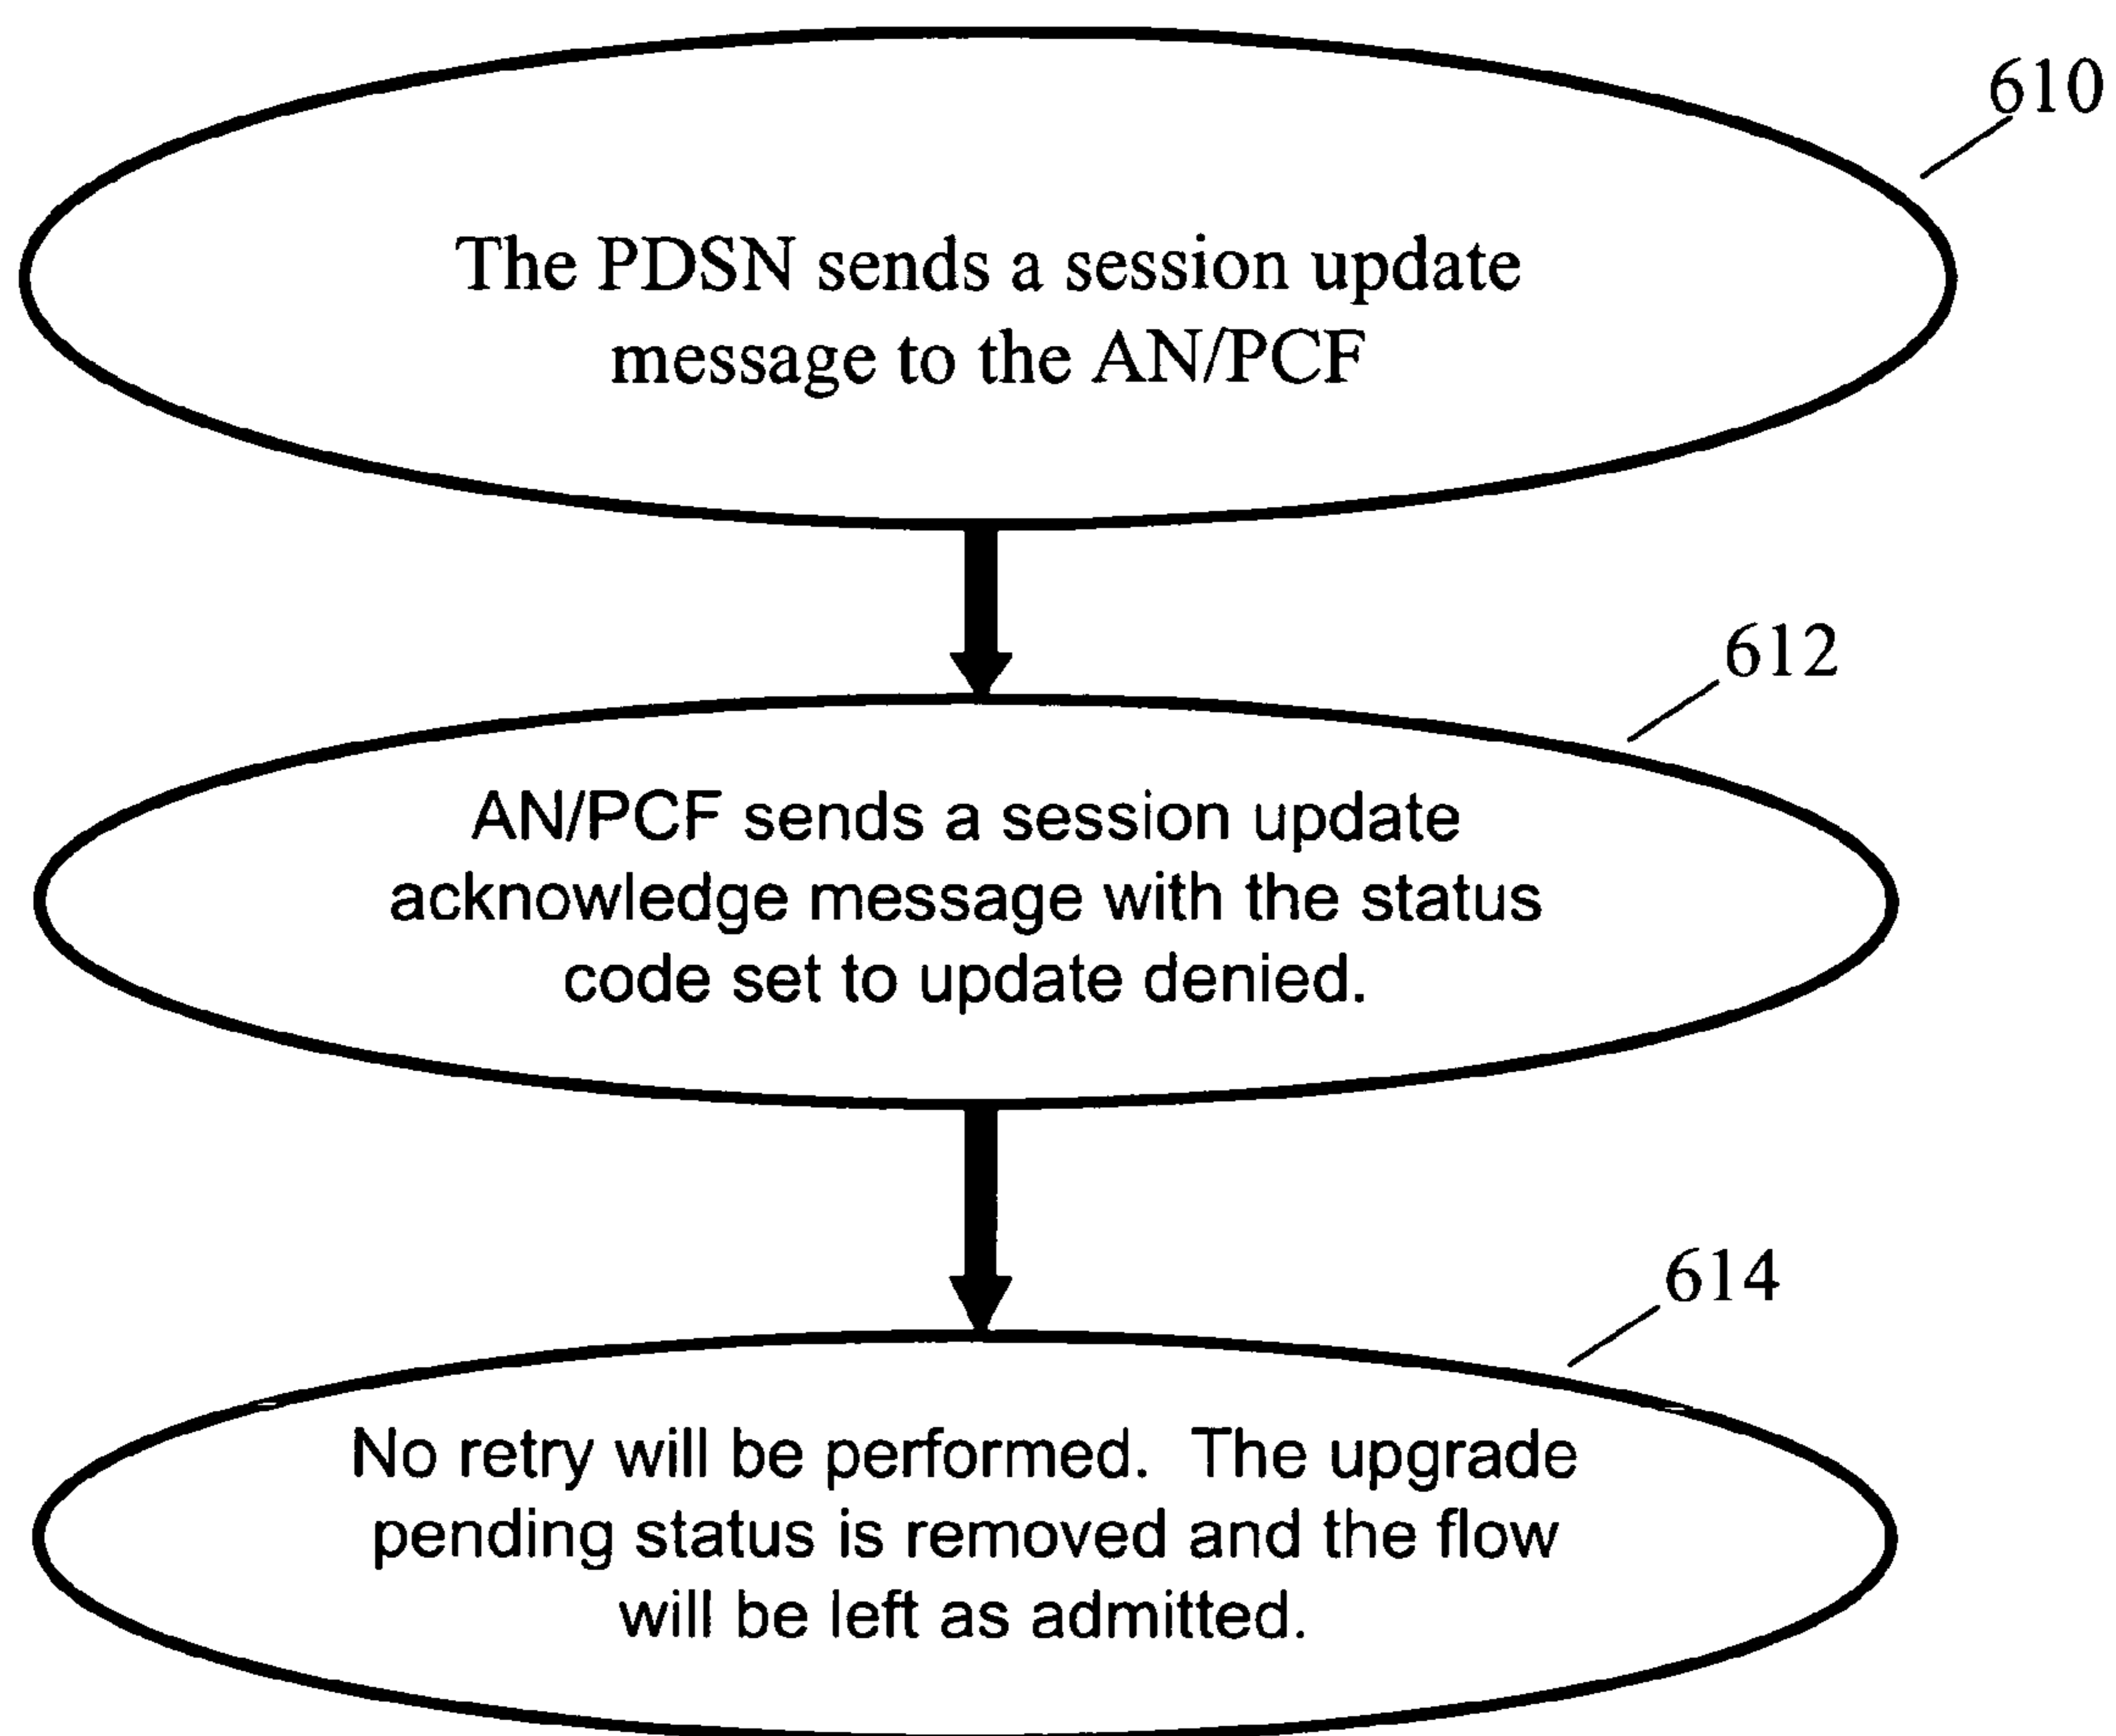 610
The PDSN sends a session update
message to the AN/PCF
612
AN/PCF sends a session update
acknowledge message with the status
code set to update denied.
614
No retry will be performed. The upgrade
pending status is removed and the flow
will be left as admitted.